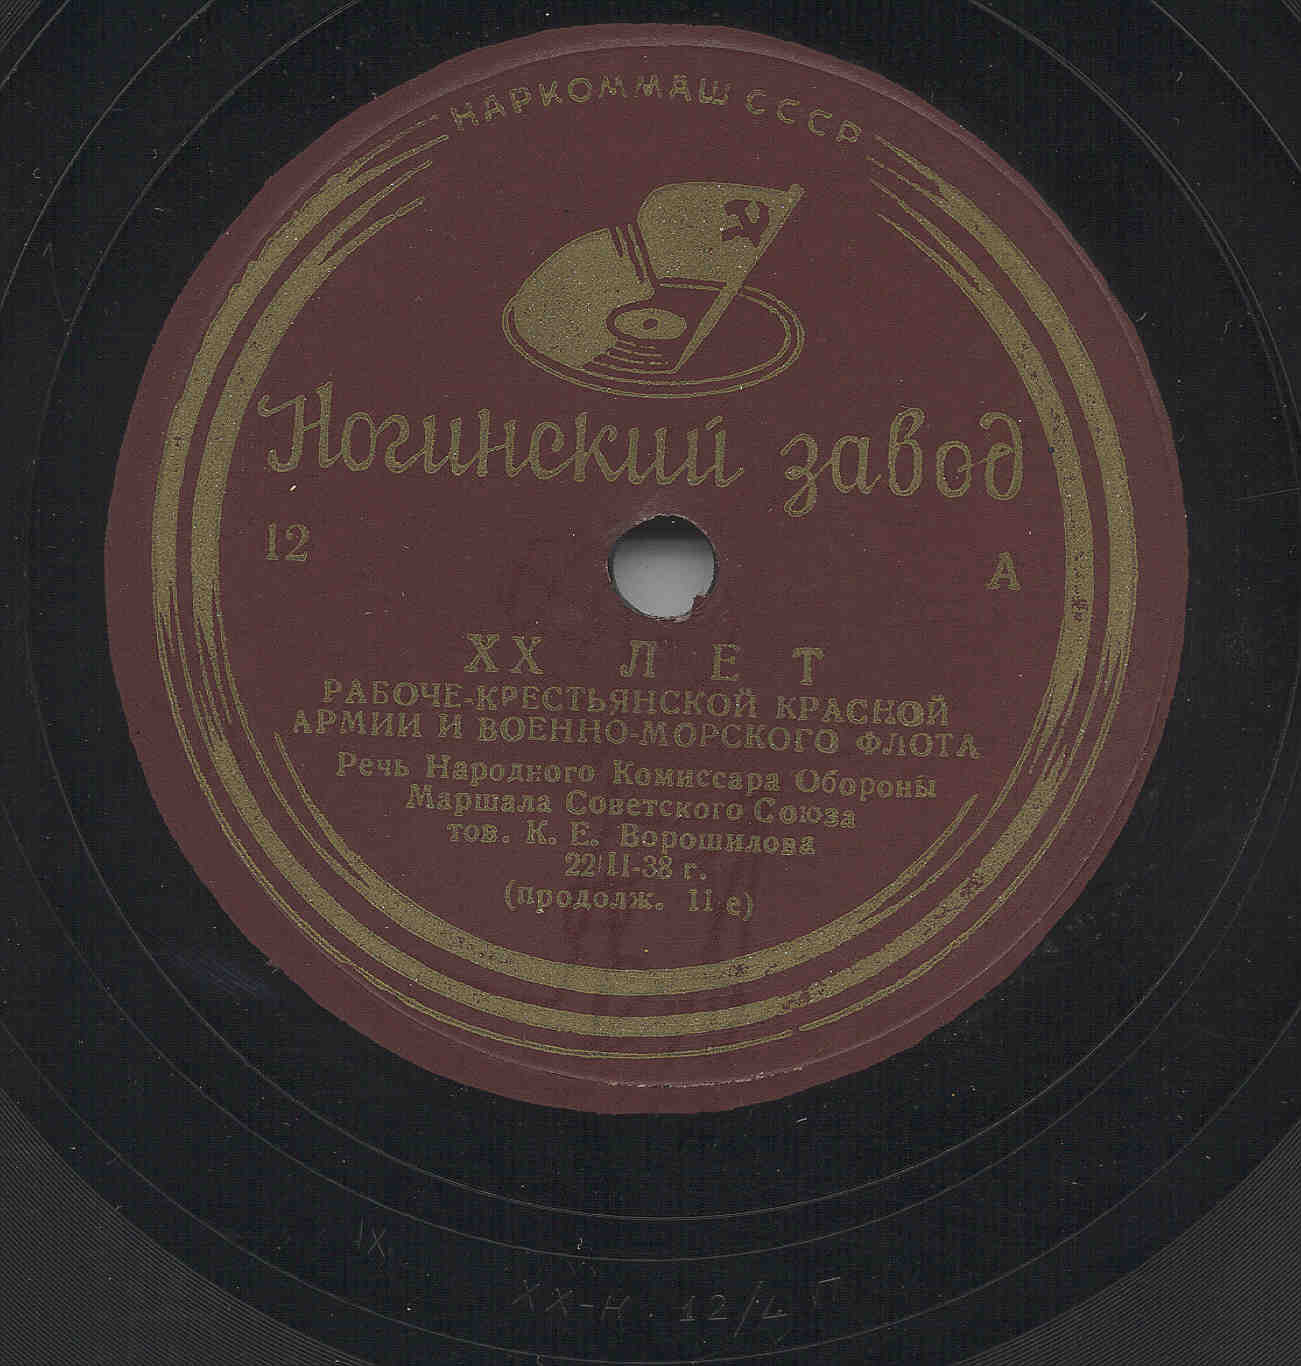 НАРКОММАШ СССР
Ногинский завод
12
А
XX ЛЕТ
РАБОЧЕ-КРЕСТЬЯНСКОЙ КРАСНОЙ
АРМИИ И ВОЕННО-МОРСКОГО ФЛОТА
Речь Народного Комиссара Обороны
Маршала Советского Союза
тов. К. Е. Ворошилова
22/II-38 г.
(продолж. 11-е)
IX
XX-Н 12/4